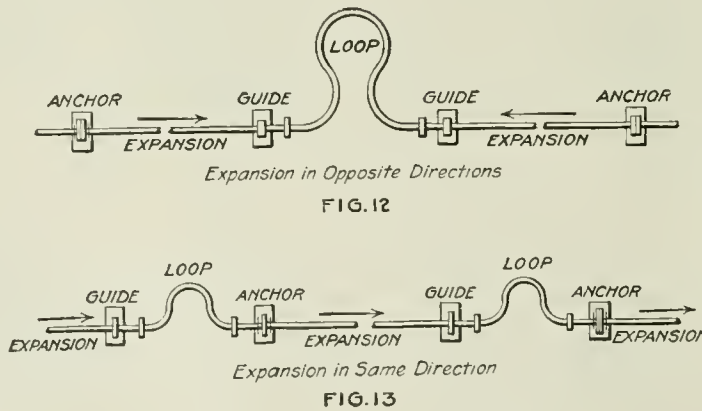 LOOP
ANCHOR GUIDE GUIDE ANCHOR
EXPANSION EXPANSION
Expansion in Opposite Directions
FIG.12
LOOP LOOP
GUIDE ANCHOR GUIDE ANCHOR
EXPANSION EXPANSION EXPANSION
Expansion in Same Direction
FIG.13